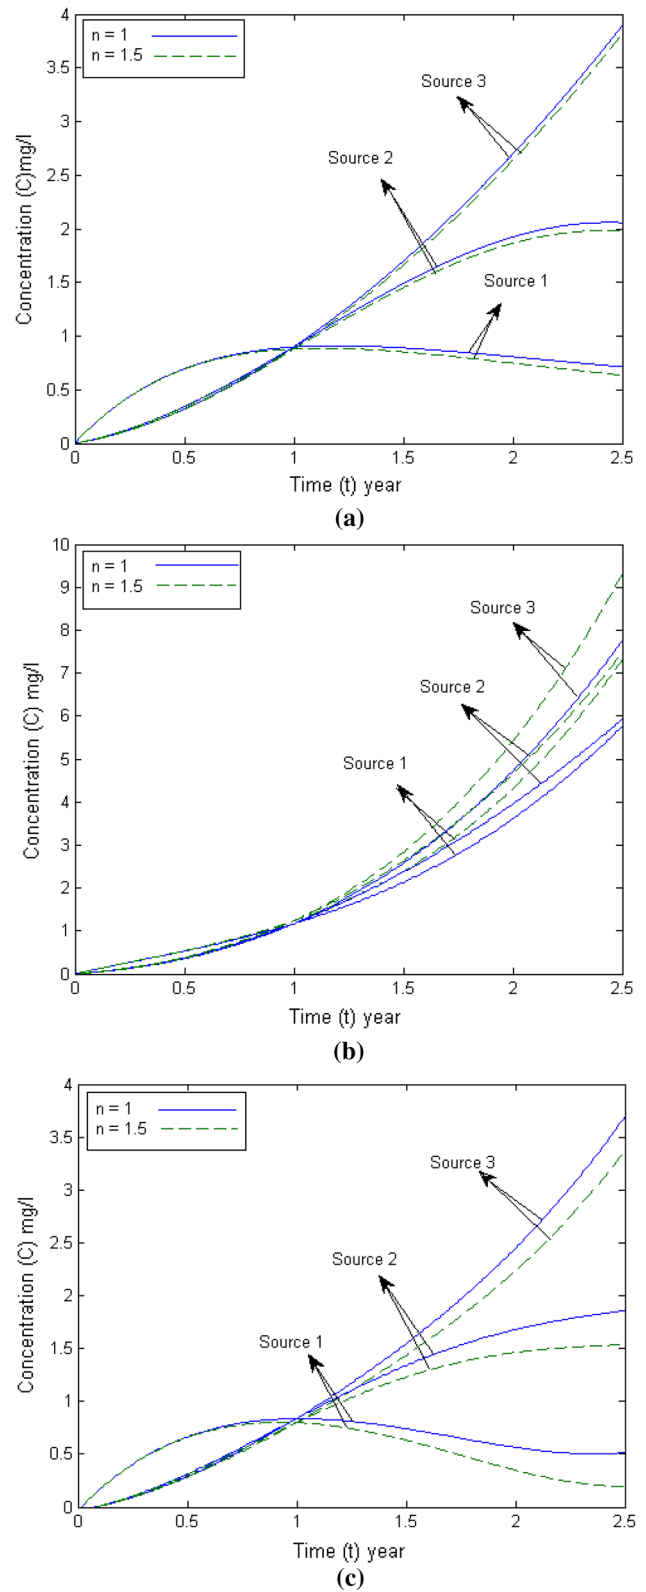 4
n = 1
n = 1.5
3.5
Source 3
3
Source 2
2.5
2
Source 1
1.5
1
0.5
0
Concentration (C)mg/l
0 0.5 1 1.5 2 2.5
Time (t) year
(a)
10
n = 1
n = 1.5
9
Source 3
8
7
Source 2
6
5
Source 1
4
3
2
1
0
Concentration (C) mg/l
0 0.5 1 1.5 2 2.5
Time (t) year
(b)
4
n = 1
n = 1.5
3.5
Source 3
3
2.5
Source 2
2
Source 1
1.5
1
0.5
0
Concentration (C) mg/l
0 0.5 1 1.5 2 2.5
Time (t) year
(c)